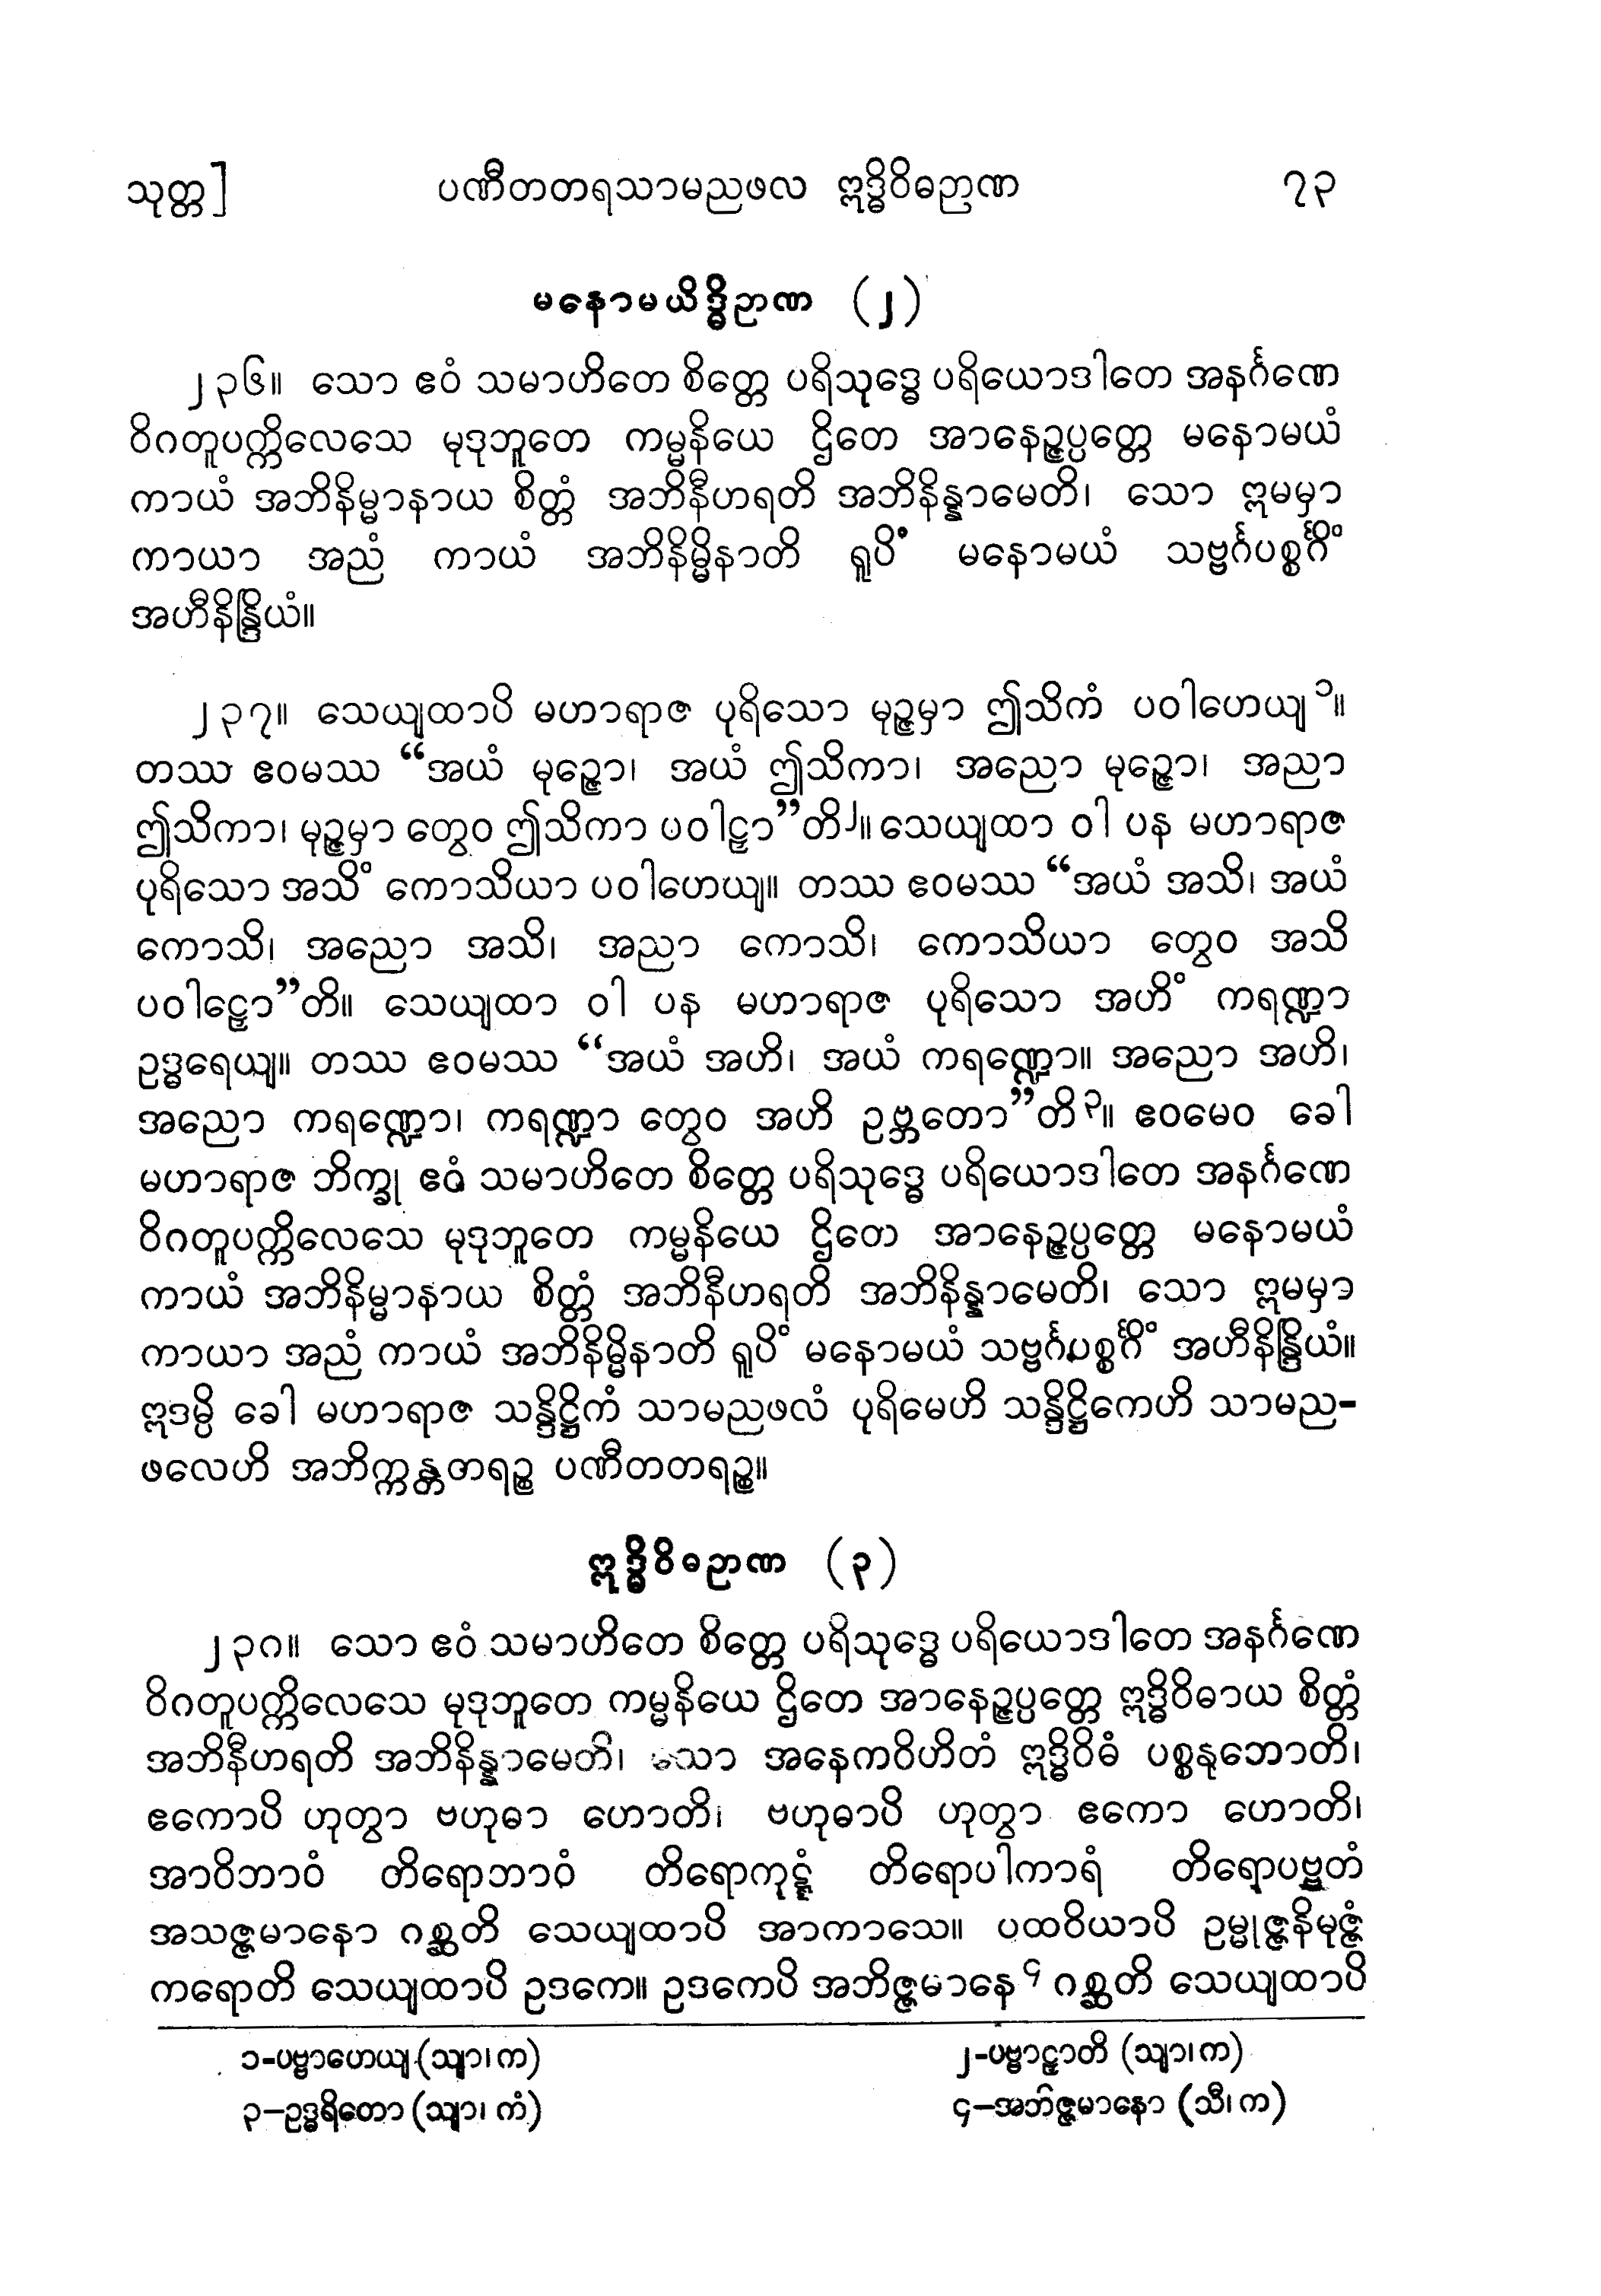 သုတ္တ] ပဏီတတရသာမညဖလ ဣဒ္ဓိဝိဓဉာဏ ၇၃
မနောမယိဒ္ဓိဉာဏ (၂)
၂၃၆။ သော ဧဝံ သမာဟိတေ စိတ္တေ ပရိသုဒ္ဓေ ပရိယောဒါတေ အနင်္ဂဏေ
ဝိဂတူပက္ကိလေသေ မုဒုဘူတေ ကမ္မနိယေ ဌိတေ အာနေဉ္ဇပ္ပတ္တေ မနောမယံ
ကာယံ အဘိနိမ္မာနာယ စိတ္တံ အဘိနီဟရတိ အဘိနိန္နာမေတိ၊ သော ဣမမှာ
ကာယာ အညံ ကာယံ အဘိနိမ္မိနာတိ ရူပိံ မနောမယံ သဗ္ဗင်္ဂပစ္စင်္ဂိံ
အဟီနိန္ဒြိယံ။
၂၃၇။ သေယျထာပိ မဟာရာဇ ပုရိသော မုဉ္ဇမှာ ဤသိကံ ပဝါဟေယျ၁။
တဿ ဧဝမဿ “အယံ မုဉ္ဇော၊ အယံ ဤသိကာ၊ အညော မုဉ္ဇော၊ အညာ
ဤသိကာ၊ မုဉ္ဇမှာ တွေဝ ဤသိကာ ပဝါဠှာ”တိ၂။ သေယျထာ ဝါ ပန မဟာရာဇ
ပုရိသော အသိံ ကောသိယာ ပဝါဟေယျ။ တဿ ဧဝမဿ “အယံ အသိ၊ အယံ
ကောသိ၊ အညော အသိ၊ အညာ ကောသိ၊ ကောသိယာ တွေဝ အသိ
ပဝါဠှော”တိ။ သေယျထာ ဝါ ပန မဟာရာဇ ပုရိသော အဟိံ ကရဏ္ဍာ
ဥဒ္ဓရေယျ။ တဿ ဧဝမဿ “အယံ အဟိ၊ အယံ ကရဏ္ဍော။ အညော အဟိ၊
အညော ကရဏ္ဍော၊ ကရဏ္ဍာ တွေဝ အဟိ ဥဗ္ဘတော”တိ၃။ ဧဝမေဝ ခေါ
မဟာရာဇ ဘိက္ခု ဧဝံ သမာဟိတေ စိတ္တေ ပရိသုဒ္ဓေ ပရိယောဒါတေ အနင်္ဂဏေ
ဝိဂတူပက္ကိလေသေ မုဒုဘူတေ ကမ္မနိယေ ဌိတေ အာနေဉ္ဇပ္ပတ္တေ မနောမယံ
ကာယံ အဘိနိမ္မာနာယ စိတ္တံ အဘိနီဟရတိ အဘိနိန္နာမေတိ၊ သော ဣမမှာ
ကာယာ အညံ ကာယံ အဘိနိမ္မိနာတိ ရူပိံ မနောမယံ သဗ္ဗင်္ဂပစ္စင်္ဂိံ အဟီနိန္ဒြိယံ။
ဣဒမ္ပိ ခေါ မဟာရာဇ သန္ဒိဋ္ဌိကံ သာမညဖလံ ပုရိမေဟိ သန္ဒိဋ္ဌိကေဟိ သာမည-
ဖလေဟိ အဘိက္ကန္တတရဉ္စ ပဏီတတရဉ္စ။
ဣဒ္ဓိဝိဓဉာဏ (၃)
၂၃၈။ သော ဧဝံ သမာဟိတေ စိတ္တေ ပရိသုဒ္ဓေ ပရိယောဒါတေ အနင်္ဂဏေ
ဝိဂတူပက္ကိလေသေ မုဒုဘူတေ ကမ္မနိယေ ဌိတေ အာနေဉ္ဇပ္ပတ္တေ ဣဒ္ဓိဝိဓာယ စိတ္တံ
အဘိနီဟရတိ အဘိနိန္နာမေတိ၊ သော အနေကဝိဟိတံ ဣဒ္ဓိဝိဓံ ပစ္စနုဘောတိ၊
ဧကောပိ ဟုတွာ ဗဟုဓာ ဟောတိ၊ ဗဟုဓာပိ ဟုတွာ ဧကော ဟောတိ၊
အာဝိဘာဝံ တိရောဘာဝံ တိရောကုဋ္ဋံ တိရောပါကာရံ တိရောပဗ္ဗတံ
အသဇ္ဇမာနော ဂစ္ဆတိ သေယျထာပိ အာကာသေ။ ပထဝိယာပိ ဥမ္မုဇ္ဇနိမုဇ္ဇံ
ကရောတိ သေယျထာပိ ဥဒကေ။ ဥဒကေပိ အဘိဇ္ဇမာနေ၄ ဂစ္ဆတိ သေယျထာပိ
၁-ပဗ္ဗာဟေယျ (သျာ၊ က) ၂-ပဗ္ဗာဠှာတိ (သျာ၊ က)
၃-ဥဒ္ဓရိတော (သျာ၊ ကံ) ၄-အဘိဇ္ဇမာနော (သီ၊ က)